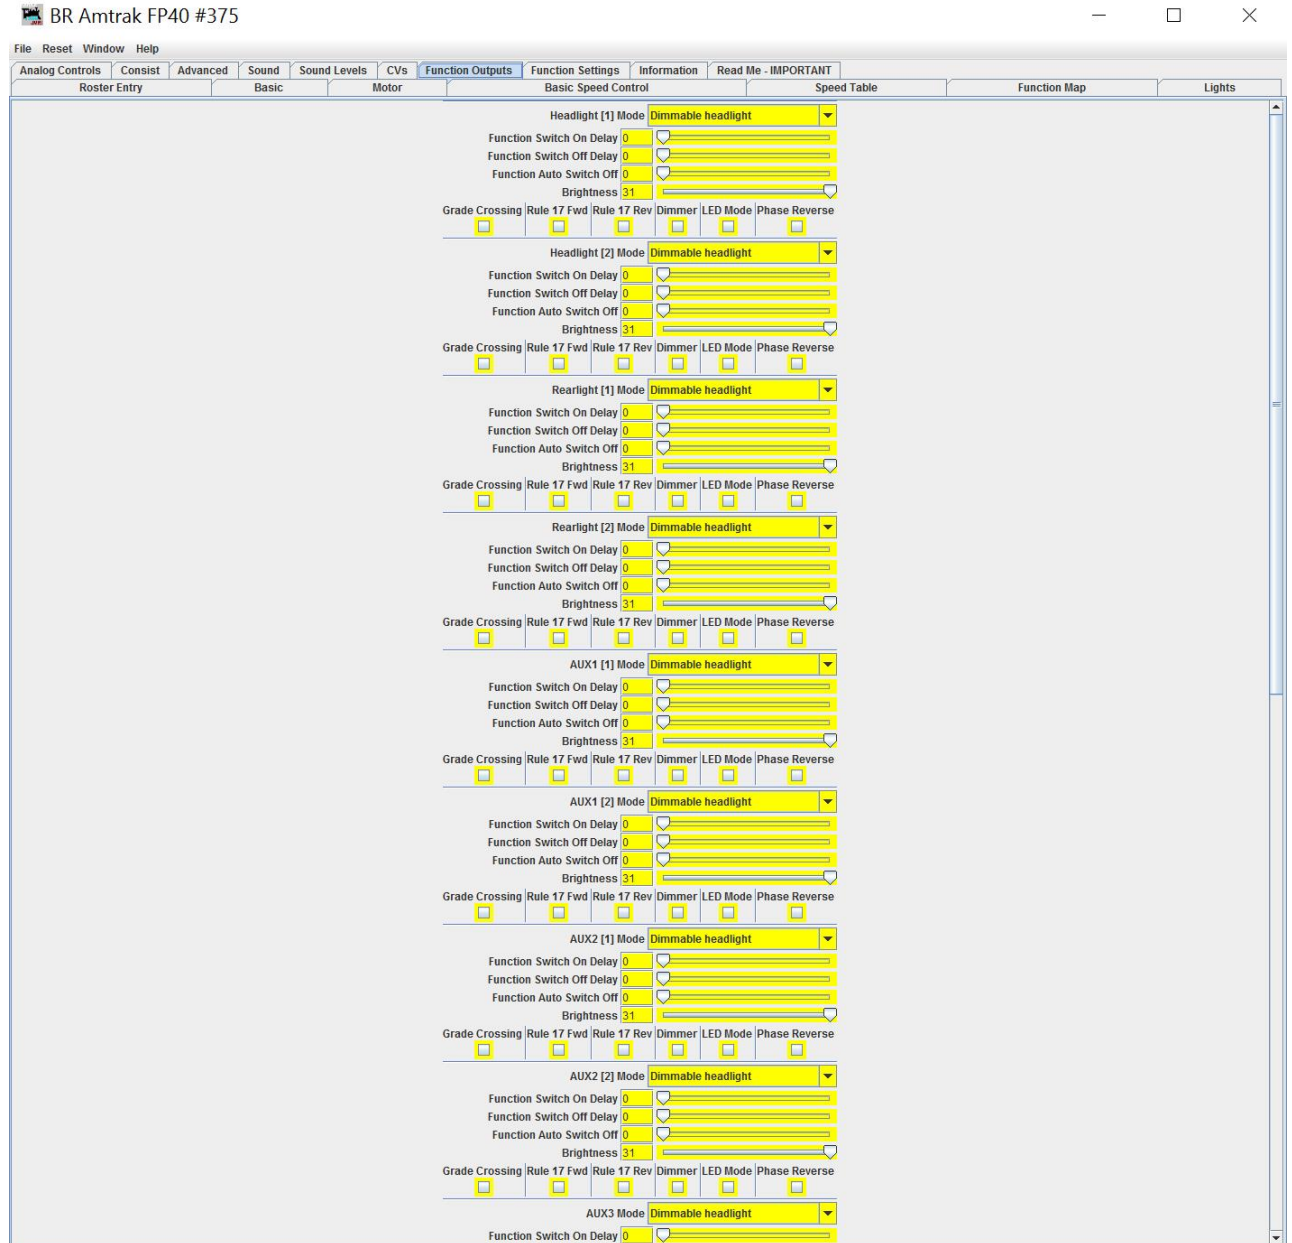 BR Amtrak FP40 #375
File Reset Window Help
Analog Controls Consist Advanced Sound Sound Levels CVs Function Outputs Function Settings Information Read Me - IMPORTANT
Roster Entry Basic Motor Basic Speed Control Speed Table Function Map Lights
Headlight [1] Mode Dimmable headlight
Function Switch On Delay 0
Function Switch Off Delay 0
Function Auto Switch Off 0
Brightness 31
Grade Crossing Rule 17 Fwd Rule 17 Rev Dimmer LED Mode Phase Reverse
Headlight [2] Mode Dimmable headlight
Function Switch On Delay 0
Function Switch Off Delay 0
Function Auto Switch Off 0
Brightness 31
Grade Crossing Rule 17 Fwd Rule 17 Rev Dimmer LED Mode Phase Reverse
Rearlight [1] Mode Dimmable headlight
Function Switch On Delay 0
Function Switch Off Delay 0
Function Auto Switch Off 0
Brightness 31
Grade Crossing Rule 17 Fwd Rule 17 Rev Dimmer LED Mode Phase Reverse
Rearlight [2] Mode Dimmable headlight
Function Switch On Delay 0
Function Switch Off Delay 0
Function Auto Switch Off 0
Brightness 31
Grade Crossing Rule 17 Fwd Rule 17 Rev Dimmer LED Mode Phase Reverse
AUX1 [1] Mode Dimmable headlight
Function Switch On Delay 0
Function Switch Off Delay 0
Function Auto Switch Off 0
Brightness 31
Grade Crossing Rule 17 Fwd Rule 17 Rev Dimmer LED Mode Phase Reverse
AUX1 [2] Mode Dimmable headlight
Function Switch On Delay 0
Function Switch Off Delay 0
Function Auto Switch Off 0
Brightness 31
Grade Crossing Rule 17 Fwd Rule 17 Rev Dimmer LED Mode Phase Reverse
AUX2 [1] Mode Dimmable headlight
Function Switch On Delay 0
Function Switch Off Delay 0
Function Auto Switch Off 0
Brightness 31
Grade Crossing Rule 17 Fwd Rule 17 Rev Dimmer LED Mode Phase Reverse
AUX2 [2] Mode Dimmable headlight
Function Switch On Delay 0
Function Switch Off Delay 0
Function Auto Switch Off 0
Brightness 31
Grade Crossing Rule 17 Fwd Rule 17 Rev Dimmer LED Mode Phase Reverse
AUX3 Mode Dimmable headlight
Function Switch On Delay 0